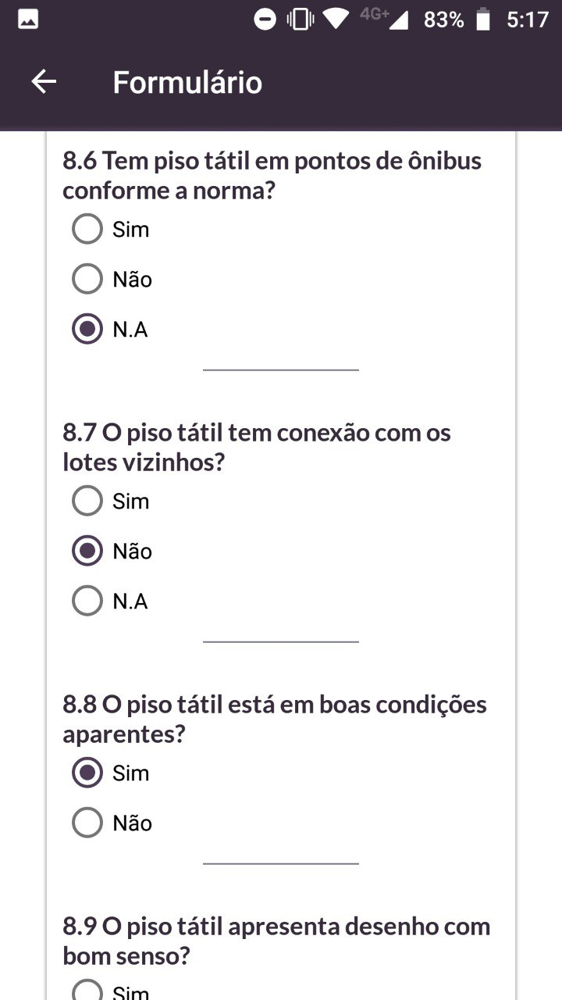 4G+ 83% 5:17
Formulário
8.6 Tem piso tátil em pontos de ônibus
conforme a norma?
Sim
Não
N.A
8.7 O piso tátil tem conexão com os
lotes vizinhos?
Sim
Não
N.A
8.8 O piso tátil está em boas condições
aparentes?
Sim
Não
8.9 O piso tátil apresenta desenho com
bom senso?
Sim